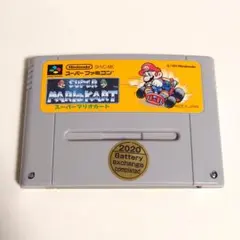 Nintendo
スーパーファミコン
SUPER
MARIOKART
スーパーマリオカート
2020
Battery
exchange
completed